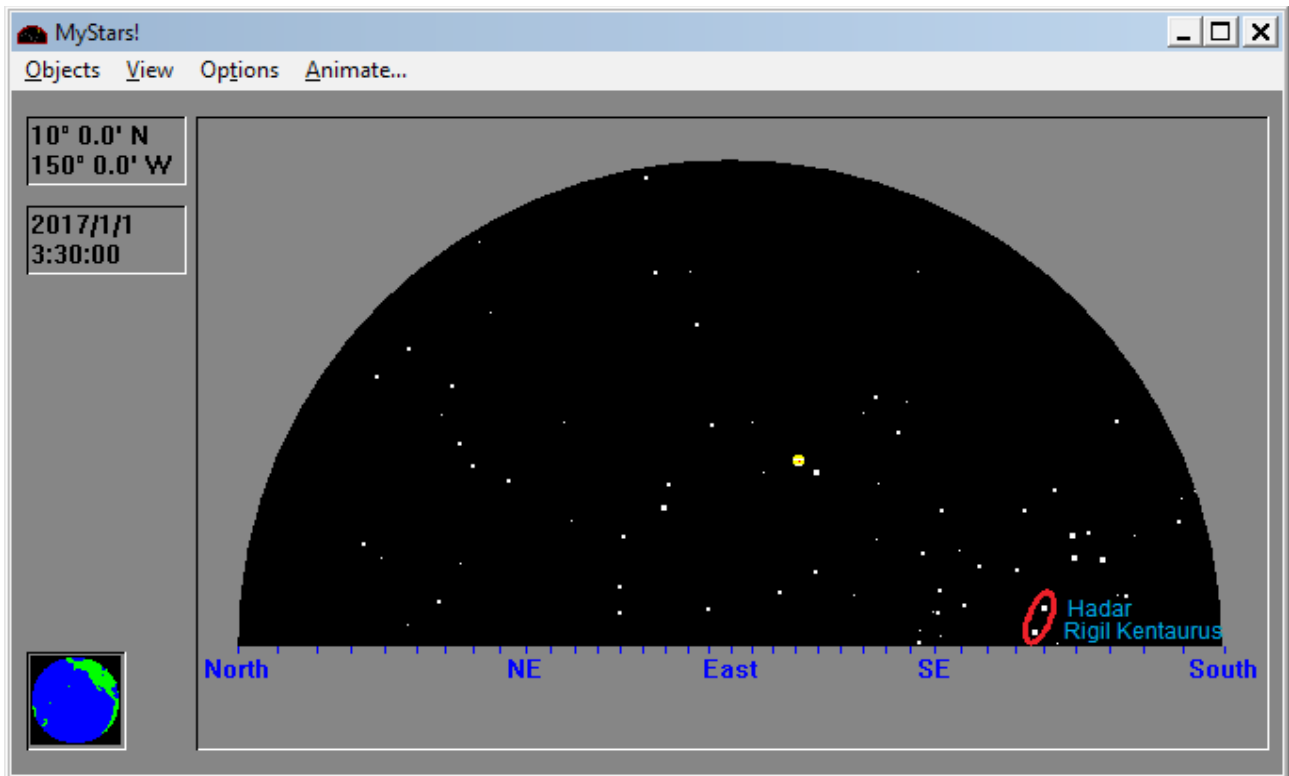 MyStars!
Objects View Options Animate...
10° 0.0' N
150° 0.0' W
2017/1/1
3:30:00
Hadar
Rigil Kentaurus
North NE East SE South